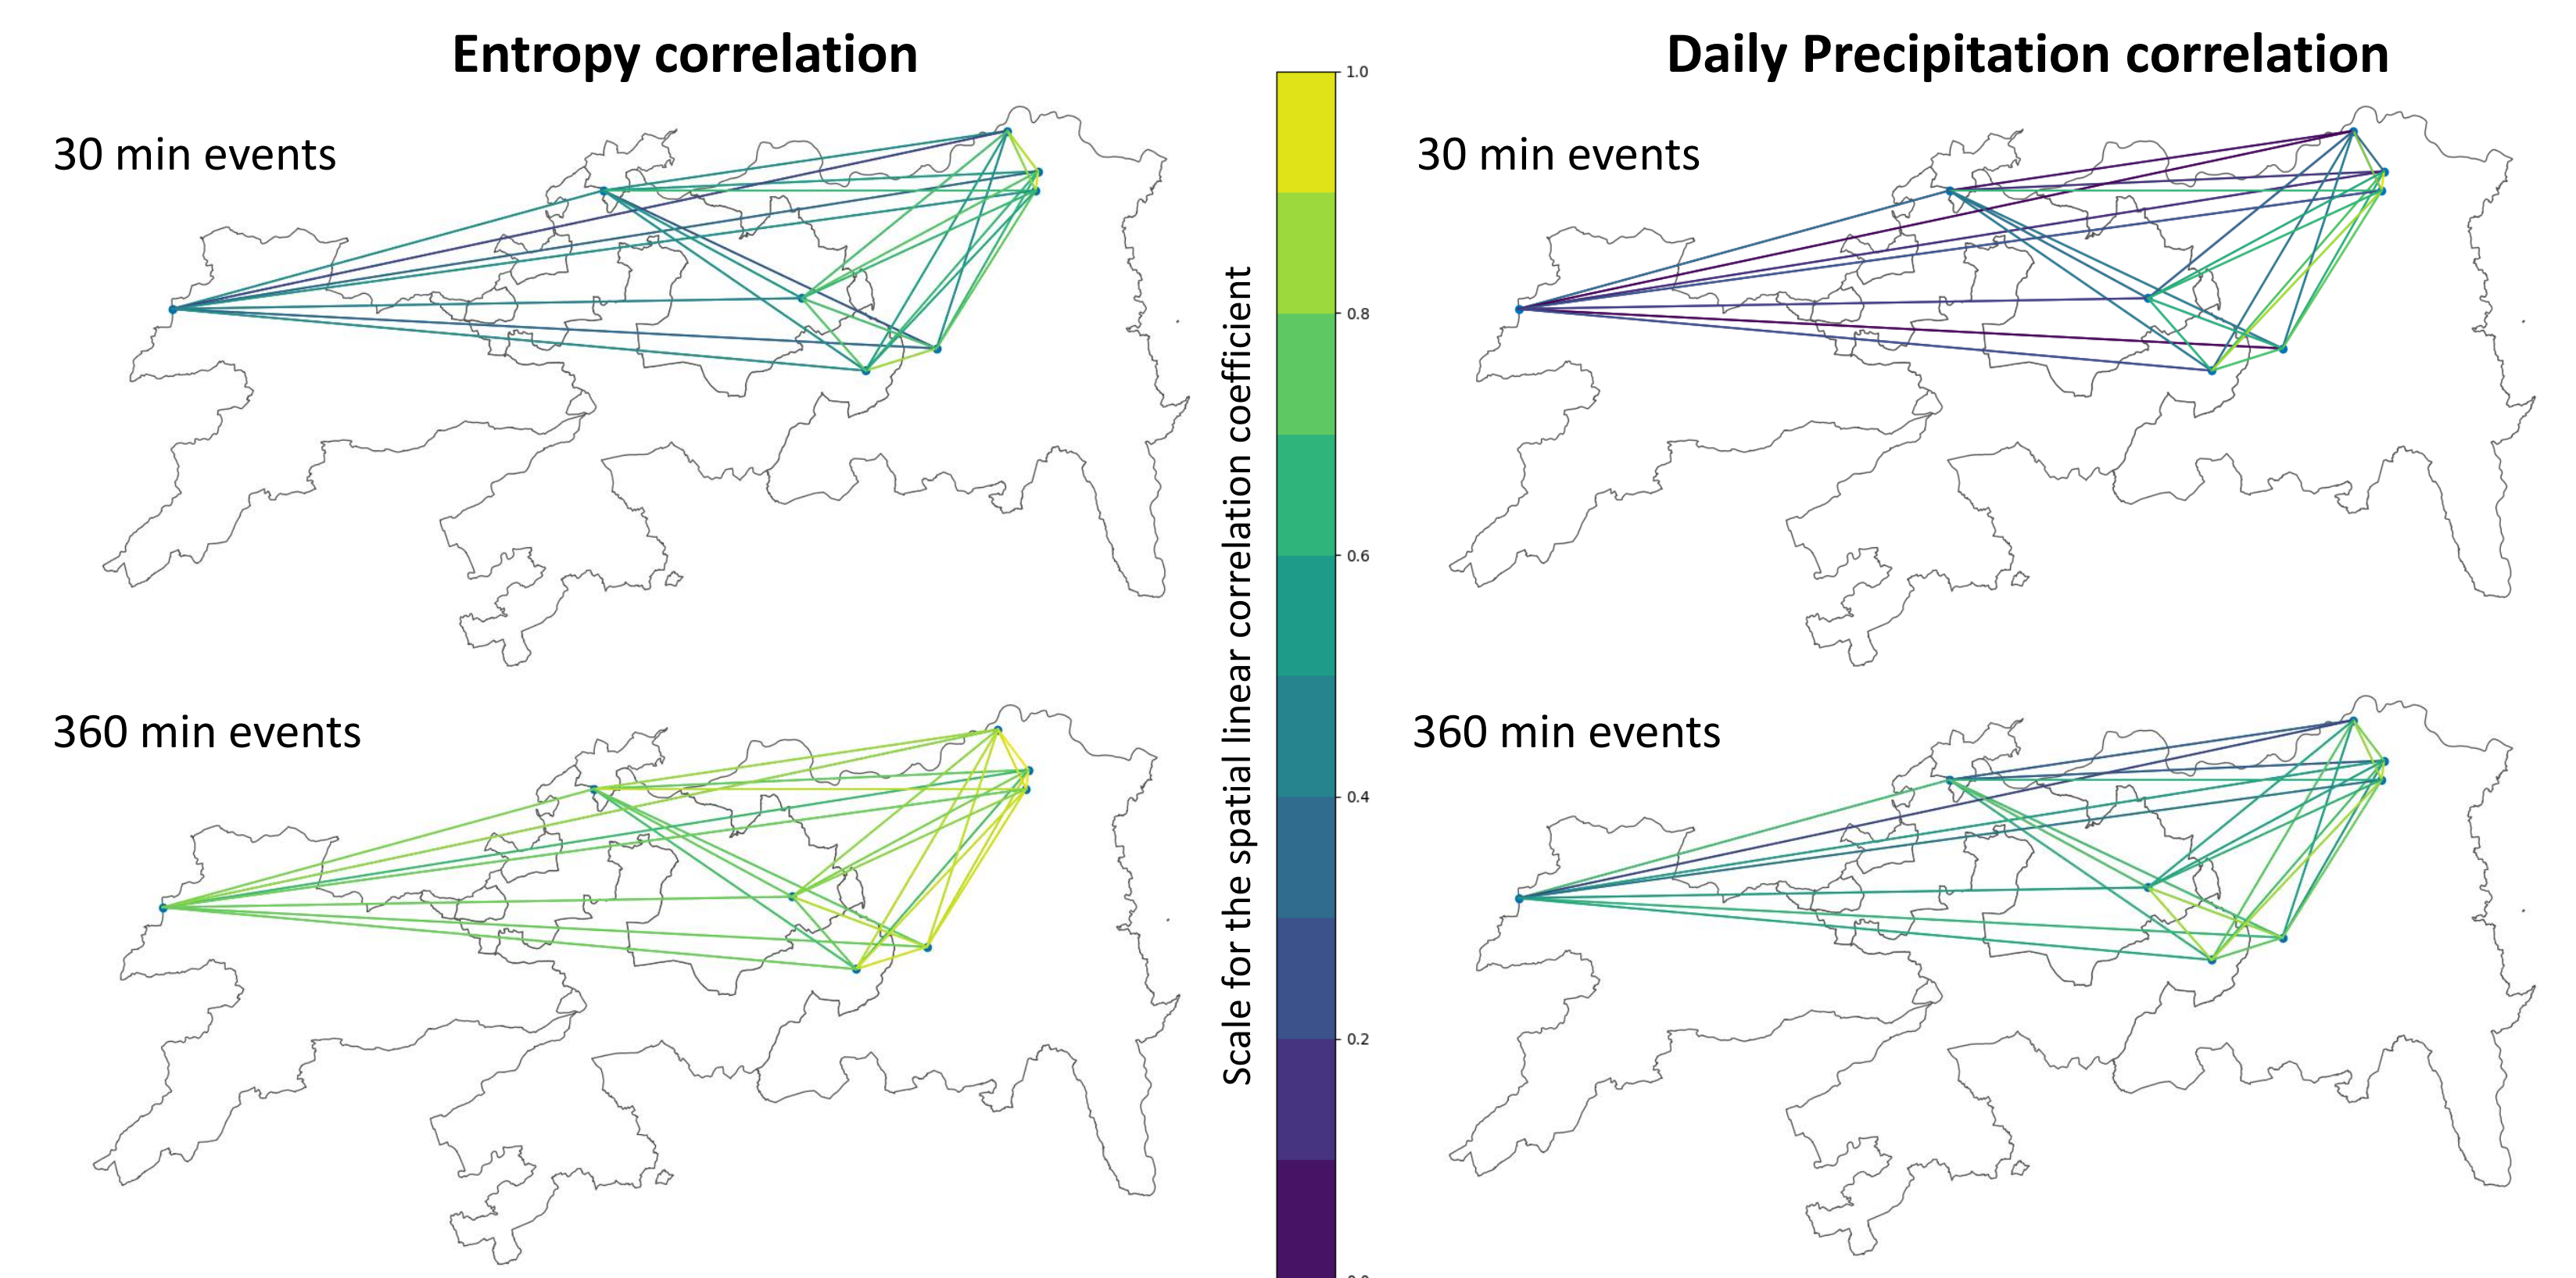 Entropy correlation
Daily Precipitation correlation
30 min events
30 min events
1.0
0.8
0.6
0.4
0.2
Scale for the spatial linear correlation coefficient
360 min events
360 min events